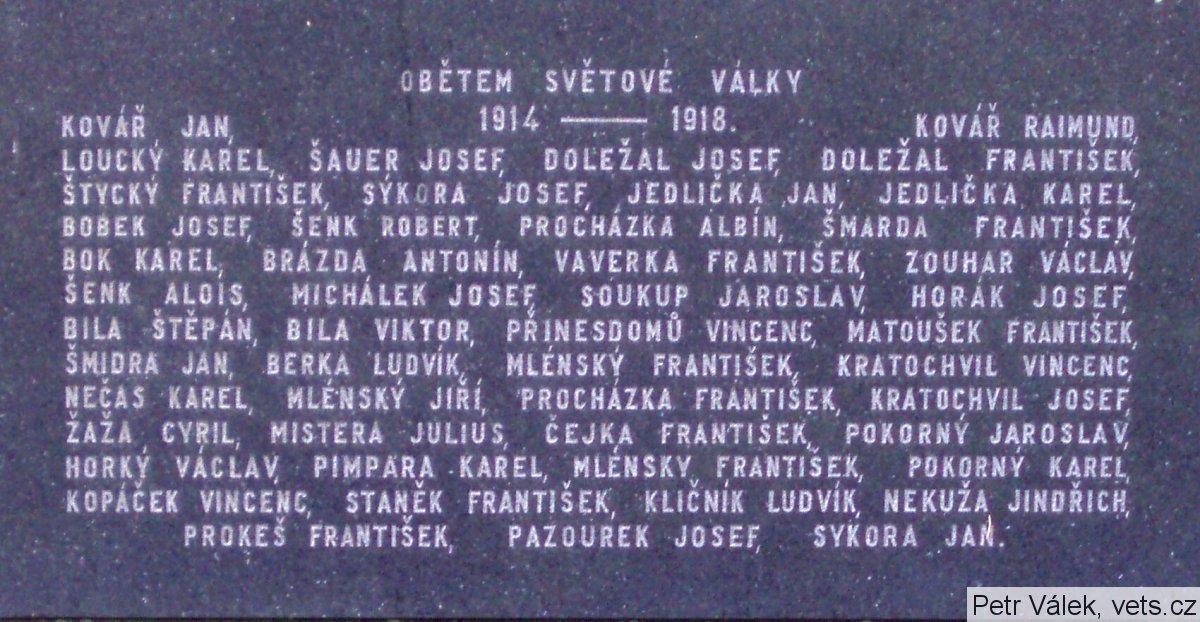 OBĚTEM SVĚTOVÉ VÁLKY
1914 — 1918.
KOVÁŘ JAN, KOVÁŘ RAIMUND,
LOUCKÝ KAREL, ŠAUER JOSEF, DOLEŽAL JOSEF, DOLEŽAL FRANTIŠEK,
ŠTYCKÝ FRANTIŠEK, SÝKORA JOSEF, JEDLIČKA JAN, JEDLIČKA KAREL,
BOBEK JOSEF, ŠENK ROBERT, PROCHÁZKA ALBÍN, ŠMARDA FRANTIŠEK,
BOK KAREL, BRÁZDA ANTONÍN, VAVERKA FRANTIŠEK, ZOUHAR VÁCLAV,
ŠENK ALOIS, MICHÁLEK JOSEF, SOUKUP JAROSLAV, HORÁK JOSEF,
BILA ŠTĚPÁN, BILA VIKTOR, PŘINESDOMŮ VINCENC, MATOUŠEK FRANTIŠEK,
ŠMIDRA JAN, BERKA LUDVÍK, MLÉNSKÝ FRANTIŠEK, KRATOCHVIL VINCENC,
NEČAS KAREL, MLÉNSKÝ JIŘÍ, PROCHÁZKA FRANTIŠEK, KRATOCHVIL JOSEF,
ŽAŽA CYRIL, MISTERA JULIUS, ČEJKA FRANTIŠEK, POKORNÝ JAROSLAV,
HORKÝ VÁCLAV, PIMPARA KAREL, MLÉNSKÝ FRANTIŠEK, POKORNÝ KAREL,
KOPÁČEK VINCENC, STANĚK FRANTIŠEK, KLIČNÍK LUDVÍK, NEKUŽA JINDŘICH,
PROKEŠ FRANTIŠEK, PAZOUREK JOSEF, SÝKORA JAN.
Petr Válek, vets.cz